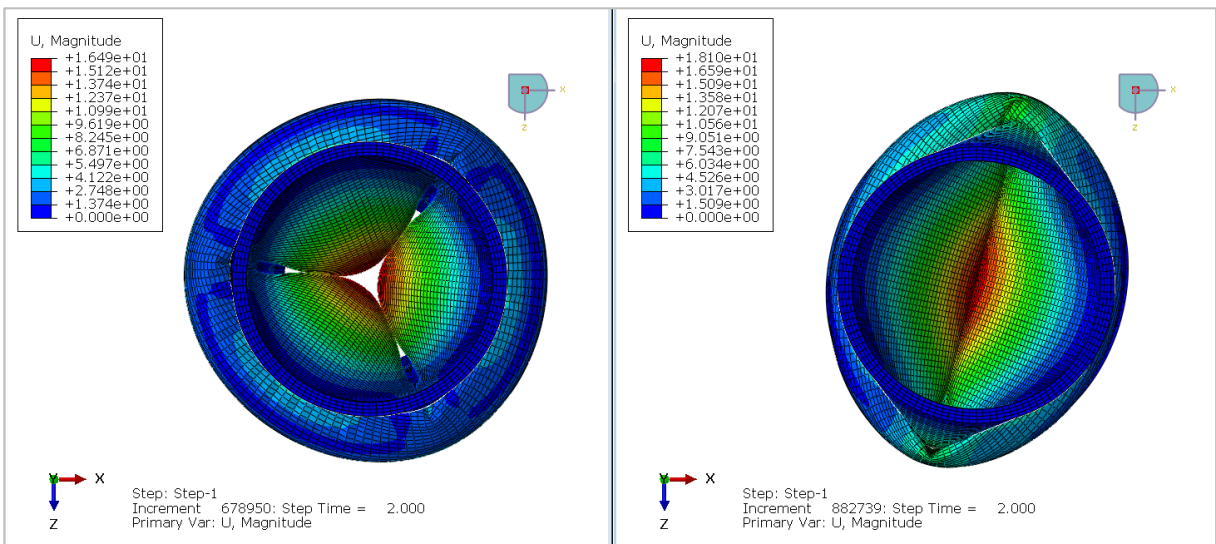 U, Magnitude
+1.649e+01
+1.512e+01
+1.374e+01
+1.237e+01
+1.099e+01
+9.619e+00
+8.245e+00
+6.871e+00
+5.497e+00
+4.122e+00
+2.748e+00
+1.374e+00
+0.000e+00
X
Z
Y
X
Z
Step: Step-1
Increment 678950: Step Time = 2.000
Primary Var: U, Magnitude
U, Magnitude
+1.810e+01
+1.659e+01
+1.509e+01
+1.358e+01
+1.207e+01
+1.056e+01
+9.051e+00
+7.543e+00
+6.034e+00
+4.526e+00
+3.017e+00
+1.509e+00
+0.000e+00
X
Z
Y
X
Z
Step: Step-1
Increment 882739: Step Time = 2.000
Primary Var: U, Magnitude